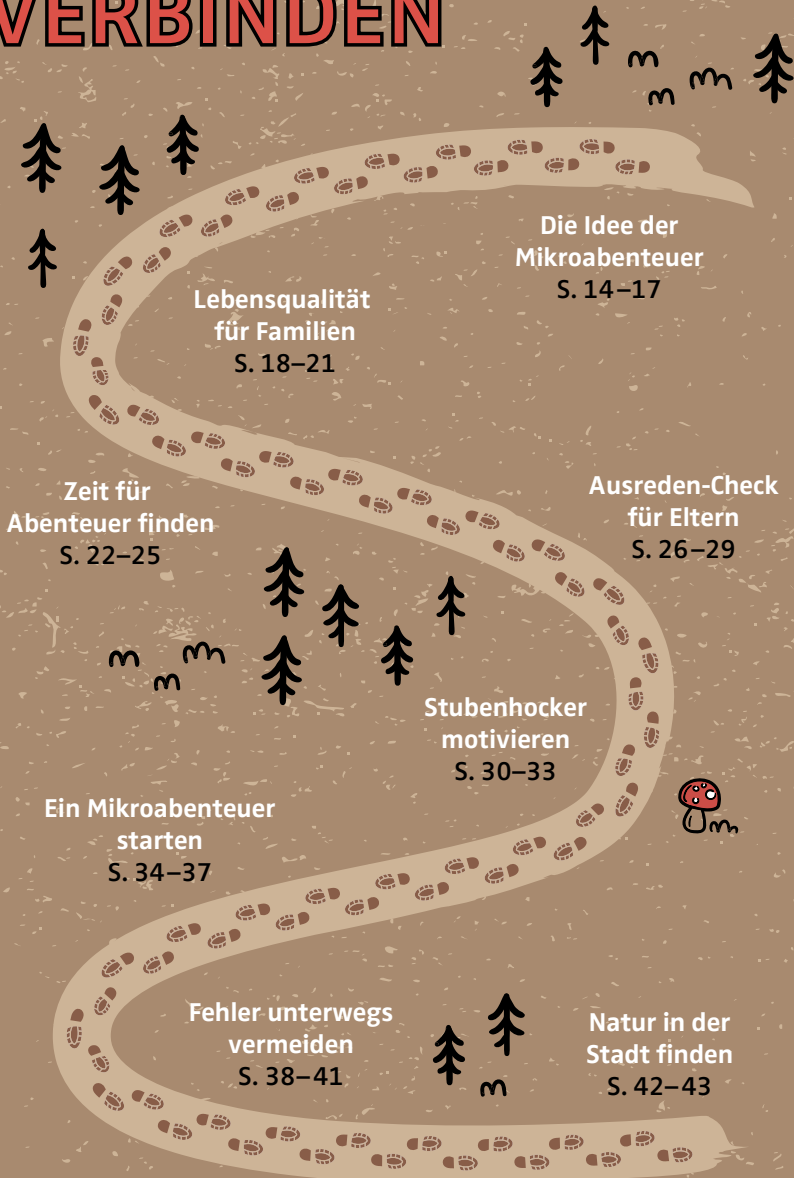 VERBINDEN
Die Idee der
Mikroabenteuer
S. 14–17
Lebensqualität
für Familien
S. 18–21
Zeit für
Abenteuer finden
S. 22–25
Ausreden-Check
für Eltern
S. 26–29
Stubenhocker
motivieren
S. 30–33
Ein Mikroabenteuer
starten
S. 34–37
Fehler unterwegs
vermeiden
S. 38–41
Natur in der
Stadt finden
S. 42–43